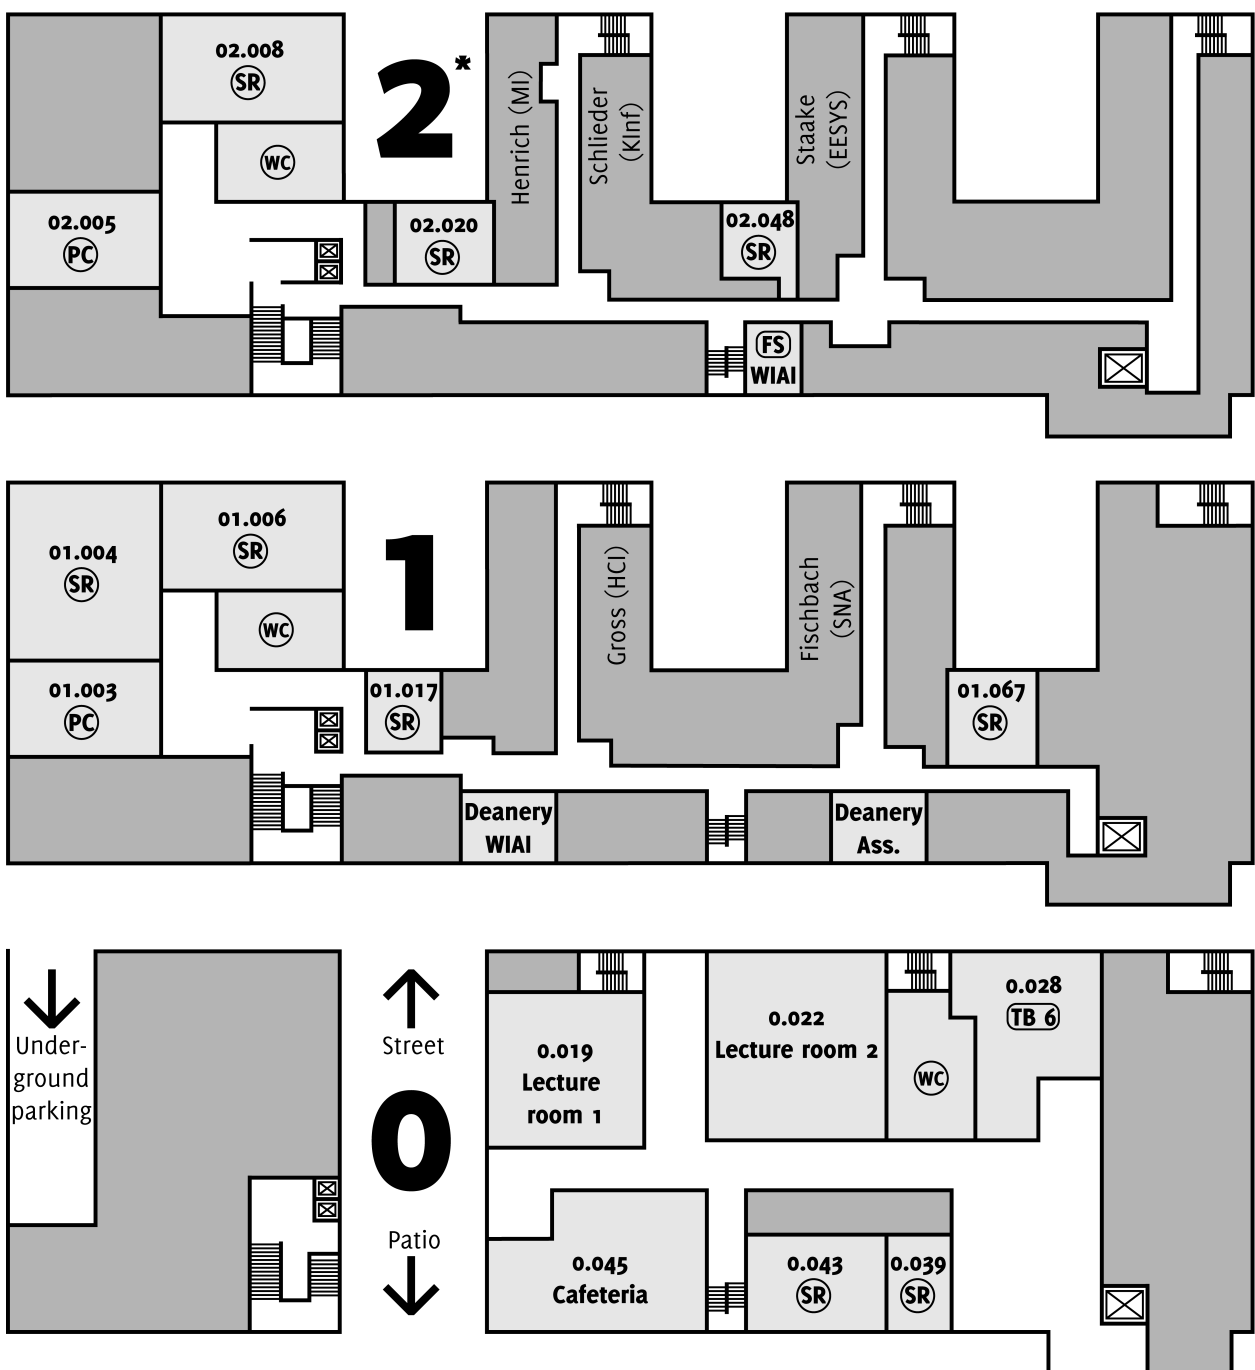 02.008
SR
2*
WC
02.005
PC
02.020
SR
Henrich (MI)
Schlieder
(KInf)
02.048
SR
Staake
(EESYS)
FS
WIAI
01.004
SR
01.006
SR
1
WC
01.003
PC
01.017
SR
Gross (HCI)
Fischbach
(SNA)
01.067
SR
Deanery
WIAI
Deanery
Ass.
Under-
ground
parking
Street
0
Patio
0.019
Lecture
room 1
0.022
Lecture room 2
WC
0.028
TB 6
0.045
Cafeteria
0.043
SR
0.039
SR